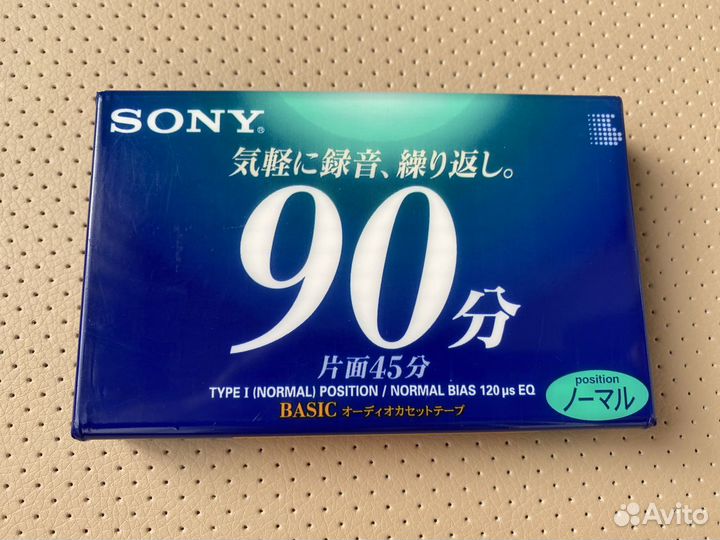 SONY®
気軽に録音、繰り返し。
90分
片面45分
TYPE I (NORMAL) POSITION / NORMAL BIAS 120 µs EQ
BASIC オーディオカセットテープ
position
ノーマル
Avito